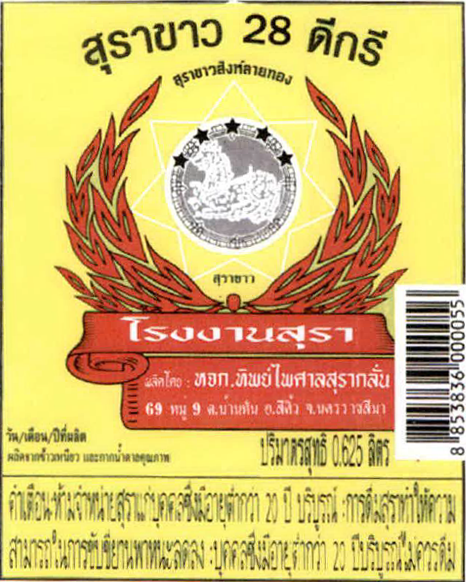 สุราขาว 28 ดีกรี
สุราขาวสิงห์ลายทอง
สุราขาว
โรงงานสุรา
ผลิตโดย : หจก.ทิพย์ไพศาลสุรากลั่น
69 หมู่ 9 ต.บ้านหัน อ.สีคิ้ว จ.นครราชสีมา
วัน/เดือน/ปีที่ผลิต
ผลิตจากข้าวเหนียว และกากน้ำตาลคุณภาพ
ปริมาตรสุทธิ 0.625 ลิตร
8 853836 000055
คำเตือน:ห้ามจำหน่ายสุราแก่บุคคลซึ่งมีอายุต่ำกว่า 20 ปี บริบูรณ์ :การดื่มสุราทำให้ความ
สามารถในการขับขี่ยานพาหนะลดลง :บุคคลซึ่งมีอายุต่ำกว่า 20 ปีบริบูรณ์ไม่ควรดื่ม